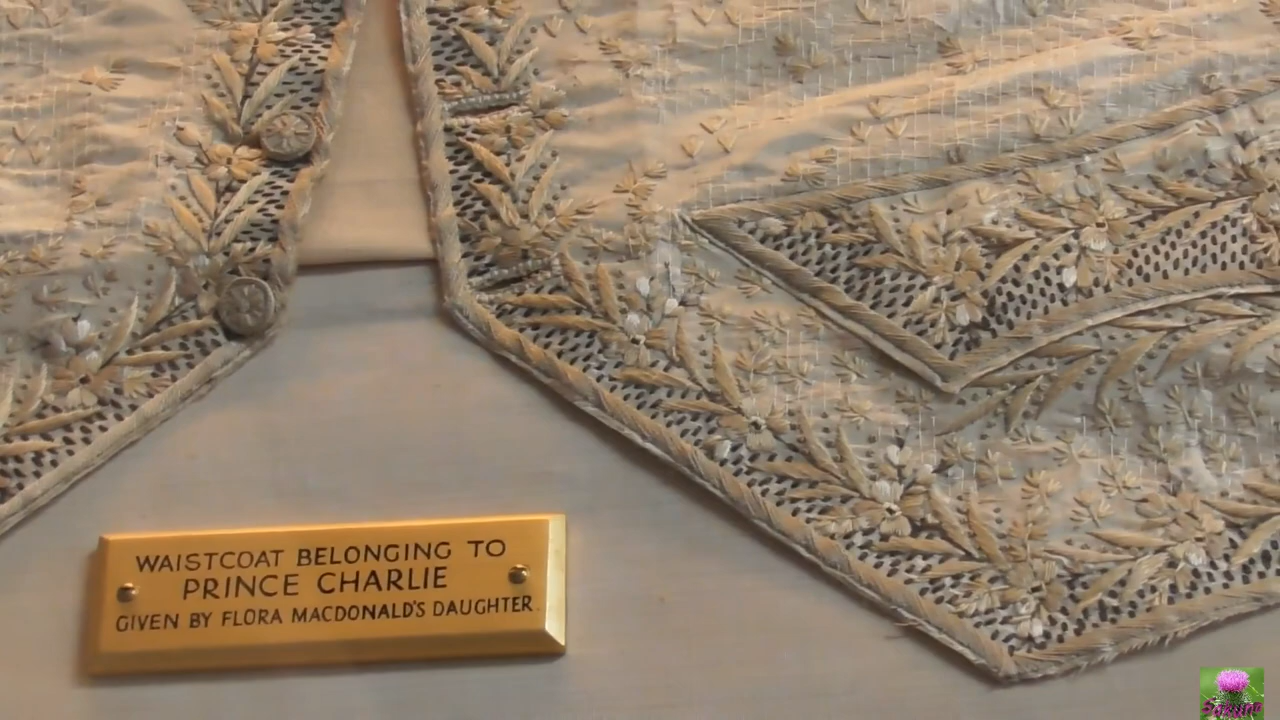 WAISTCOAT BELONGING TO
PRINCE CHARLIE
GIVEN BY FLORA MACDONALD'S DAUGHTER.